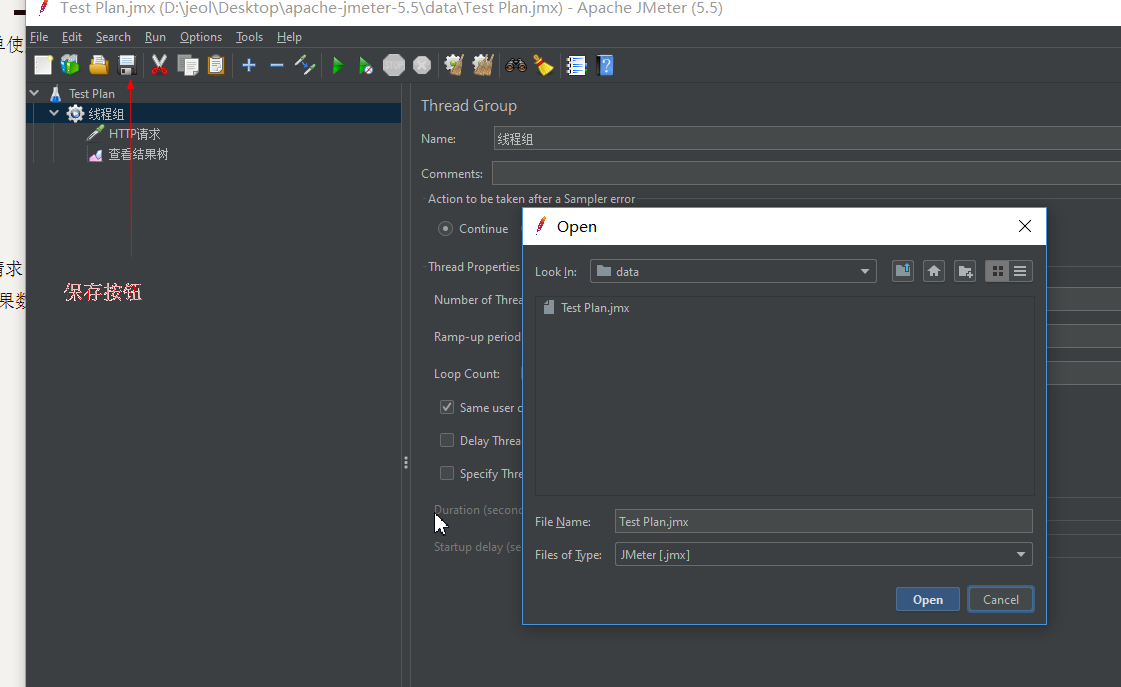 Test Plan.jmx (D:\jeol\Desktop\apache-jmeter-5.5\data\Test Plan.jmx) - Apache JMeter (5.5)
File Edit Search Run Options Tools Help
STOP
Test Plan
线程组
HTTP请求
查看结果树
保存按钮
单使
请求
果数
Thread Group
Name: 线程组
Comments:
Action to be taken after a Sampler error
Continue
Thread Properties
Number of Threa
Ramp-up period
Loop Count:
Same user o
Delay Threa
Specify Thre
Duration (secon
Startup delay (se
Open
Look In: data
Test Plan.jmx
File Name: Test Plan.jmx
Files of Type: JMeter [.jmx]
Open Cancel